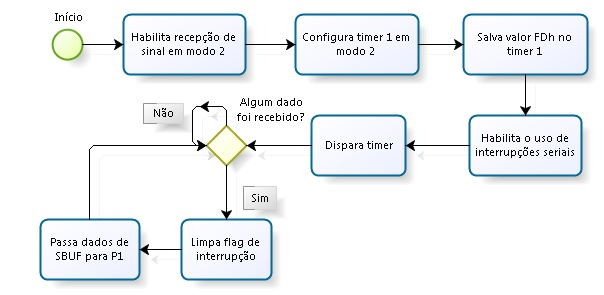 Início
Habilita recepção de
sinal em modo 2
Configura timer 1 em
modo 2
Salva valor FDh no
timer 1
Habilita o uso de
interrupções seriais
Dispara timer
Algum dado
foi recebido?
Não
Sim
Limpa flag de
interrupção
Passa dados de
SBUF para P1